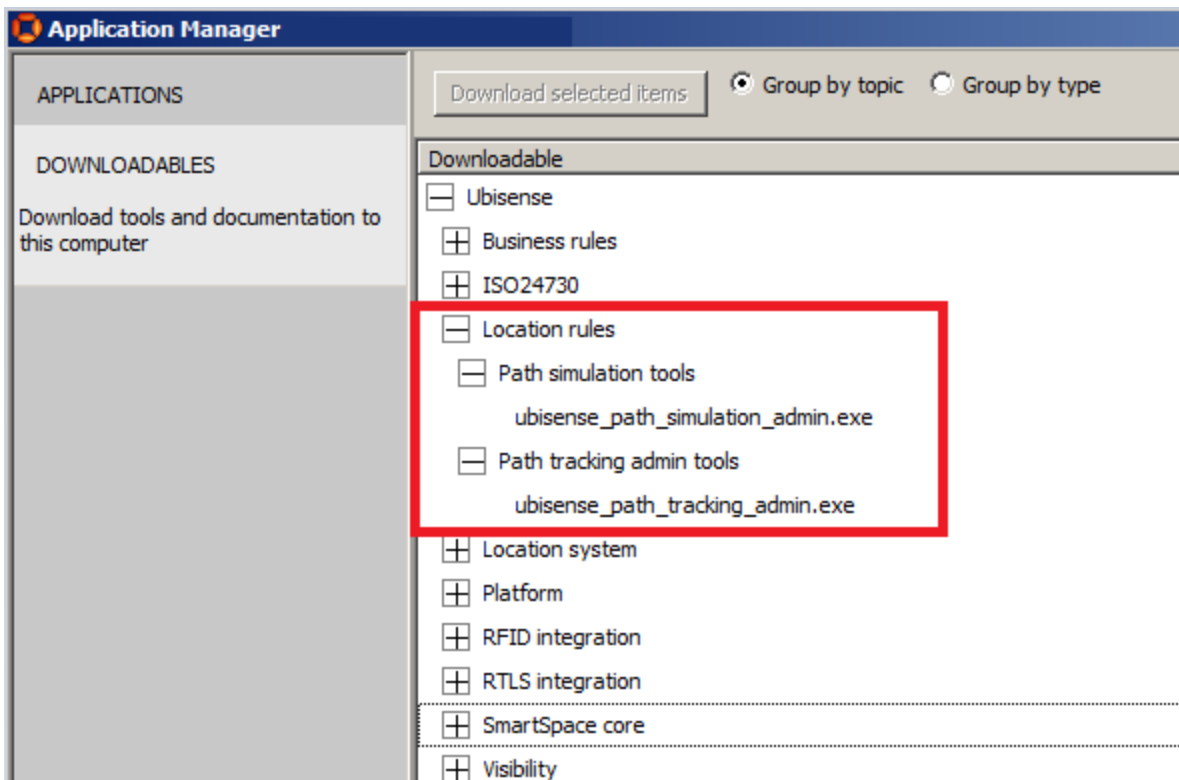 Application Manager
APPLICATIONS
DOWNLOADABLES
Download tools and documentation to
this computer
Download selected items
Group by topic
Group by type
Downloadable
Ubisense
Business rules
ISO24730
Location rules
Path simulation tools
ubisense_path_simulation_admin.exe
Path tracking admin tools
ubisense_path_tracking_admin.exe
Location system
Platform
RFID integration
RTLS integration
SmartSpace core
Visibility